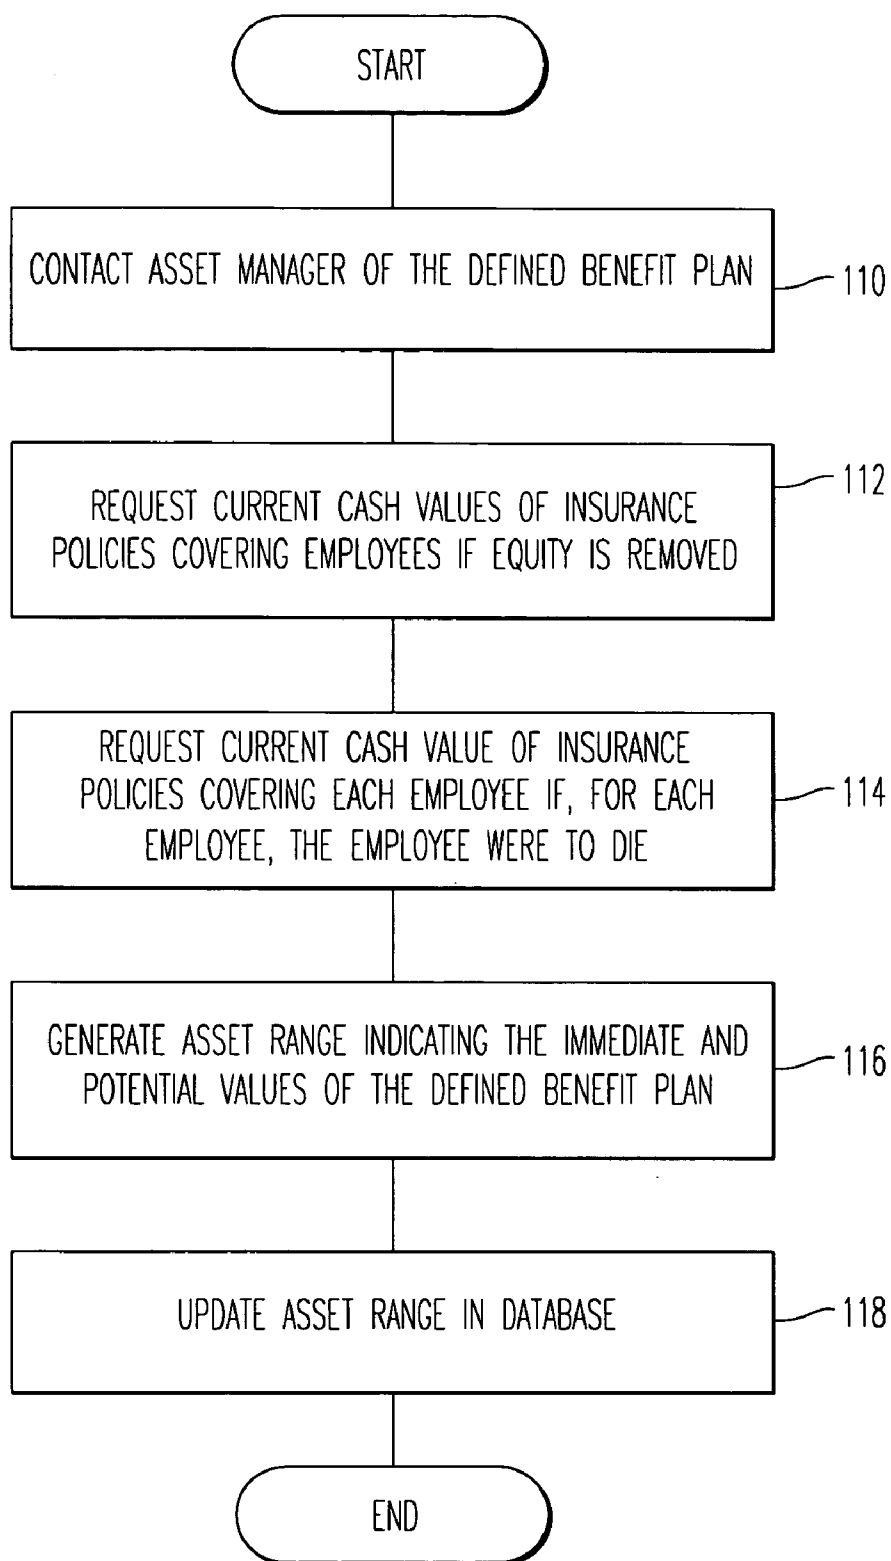 START
CONTACT ASSET MANAGER OF THE DEFINED BENEFIT PLAN
110
REQUEST CURRENT CASH VALUES OF INSURANCE
POLICIES COVERING EMPLOYEES IF EQUITY IS REMOVED
112
REQUEST CURRENT CASH VALUE OF INSURANCE
POLICIES COVERING EACH EMPLOYEE IF, FOR EACH
EMPLOYEE, THE EMPLOYEE WERE TO DIE
114
GENERATE ASSET RANGE INDICATING THE IMMEDIATE AND
POTENTIAL VALUES OF THE DEFINED BENEFIT PLAN
116
UPDATE ASSET RANGE IN DATABASE
118
END